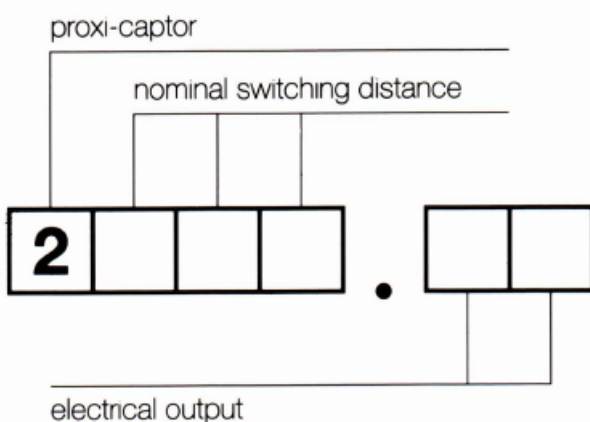 proxi-captor
nominal switching distance
2 .
electrical output